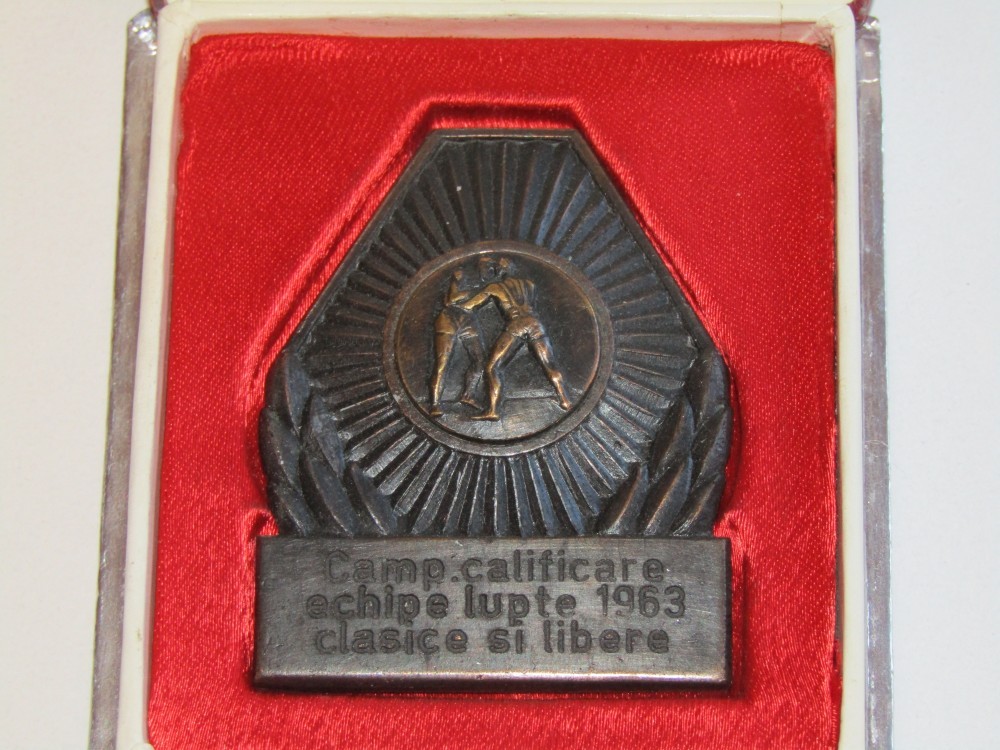 Camp.calificare
echipe lupte 1963
clasice si libere